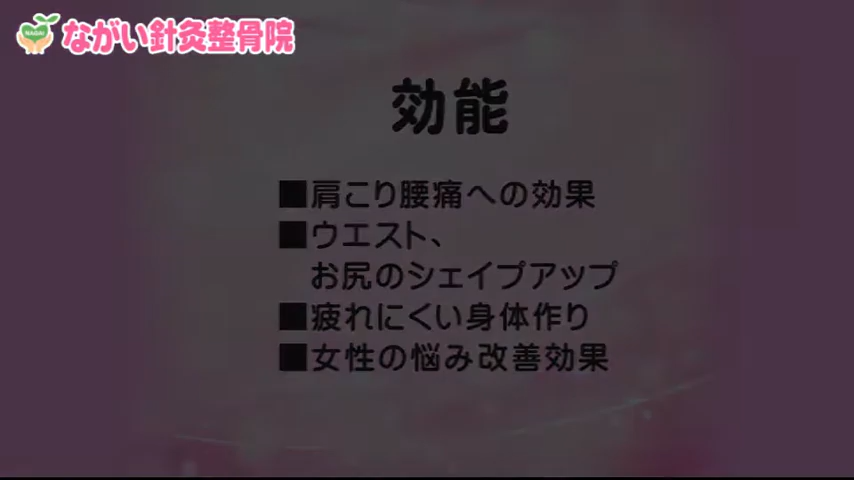 NAGAI
ながい針灸整骨院
効能
■肩こり腰痛への効果
■ウエスト、
お尻のシェイプアップ
■疲れにくい身体作り
■女性の悩み改善効果